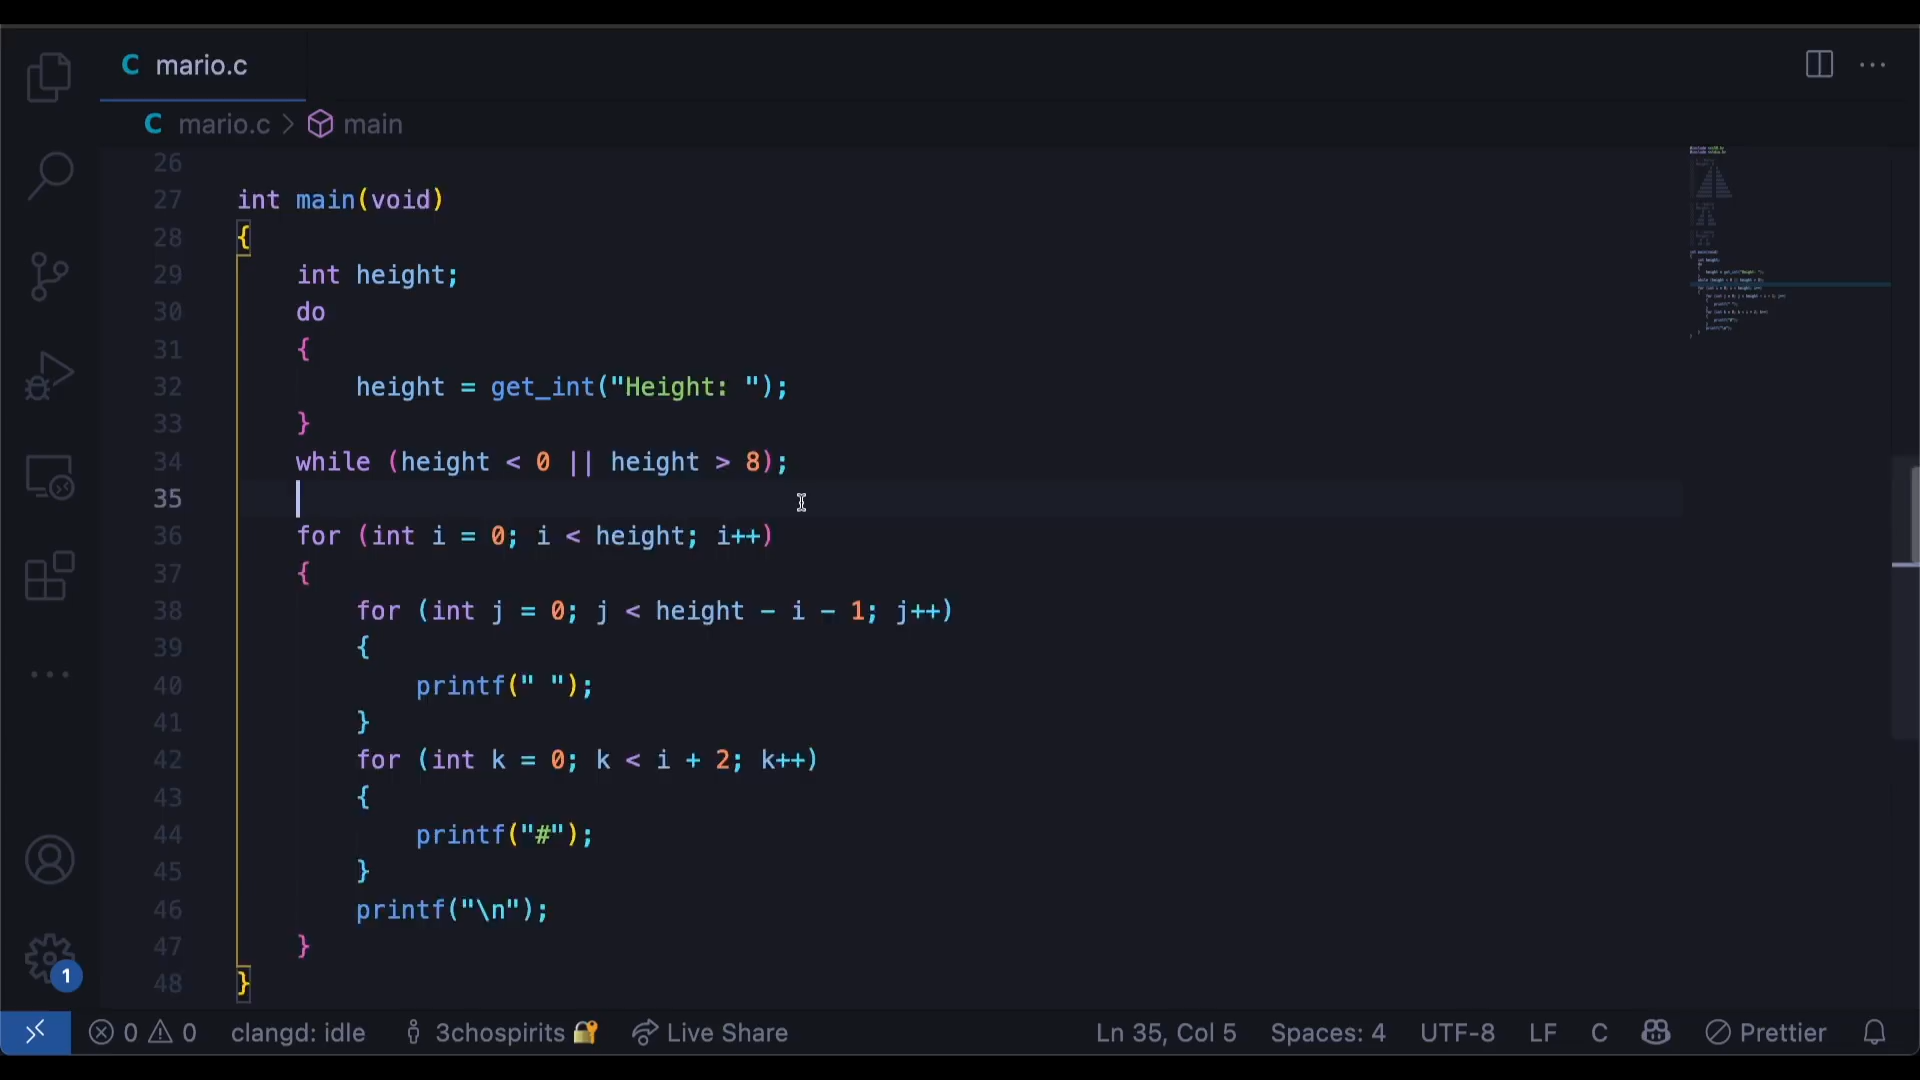 C mario.c
C mario.c > main
26
27 int main(void)
28 {
29     int height;
30     do
31     {
32         height = get_int("Height: ");
33     }
34     while (height < 0 || height > 8);
35
36     for (int i = 0; i < height; i++)
37     {
38         for (int j = 0; j < height - i - 1; j++)
39         {
40             printf(" ");
41         }
42         for (int k = 0; k < i + 2; k++)
43         {
44             printf("#");
45         }
46         printf("\n");
47     }
48 }
1
0 0 clangd: idle 3chospirits 🔐 Live Share Ln 35, Col 5 Spaces: 4 UTF-8 LF C Prettier